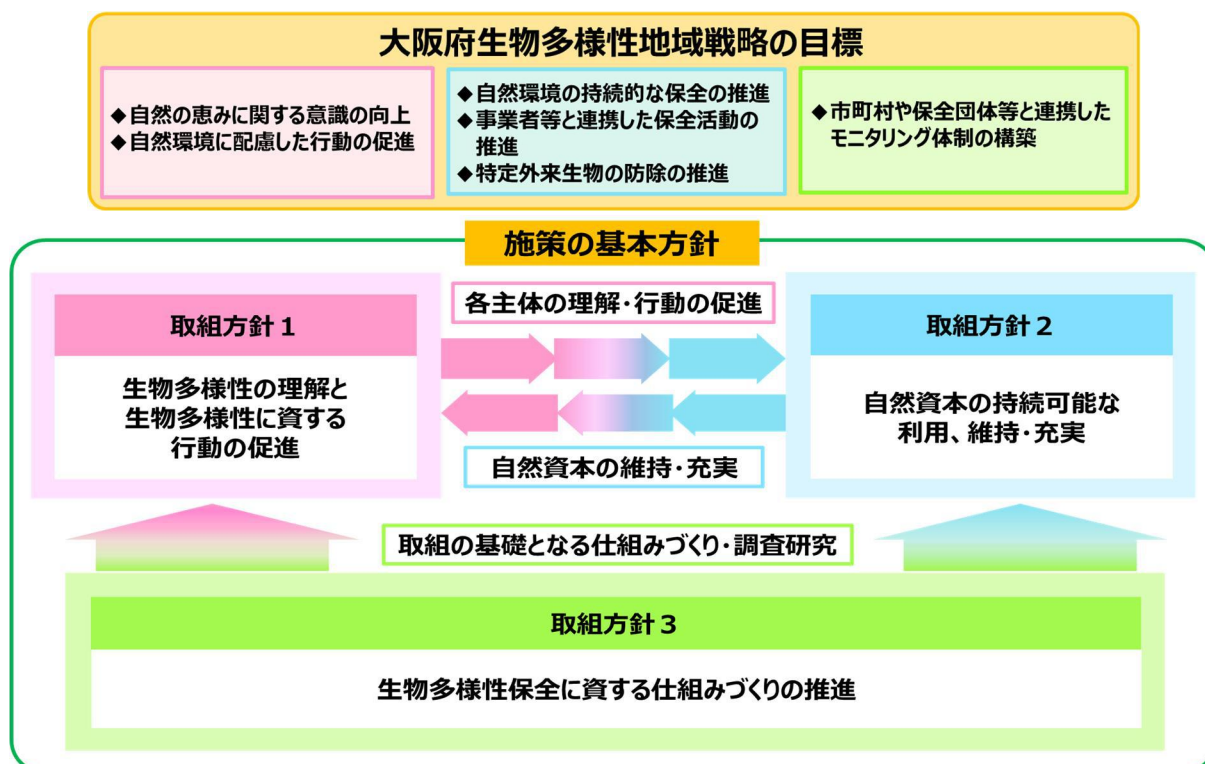 大阪府生物多様性地域戦略の目標
◆自然の恵みに関する意識の向上
◆自然環境に配慮した行動の促進
◆自然環境の持続的な保全の推進
◆事業者等と連携した保全活動の
推進
◆特定外来生物の防除の推進
◆市町村や保全団体等と連携した
モニタリング体制の構築
施策の基本方針
各主体の理解・行動の促進
取組方針１
生物多様性の理解と
生物多様性に資する
行動の促進
取組方針２
自然資本の持続可能な
利用、維持・充実
自然資本の維持・充実
取組の基礎となる仕組みづくり・調査研究
取組方針３
生物多様性保全に資する仕組みづくりの推進